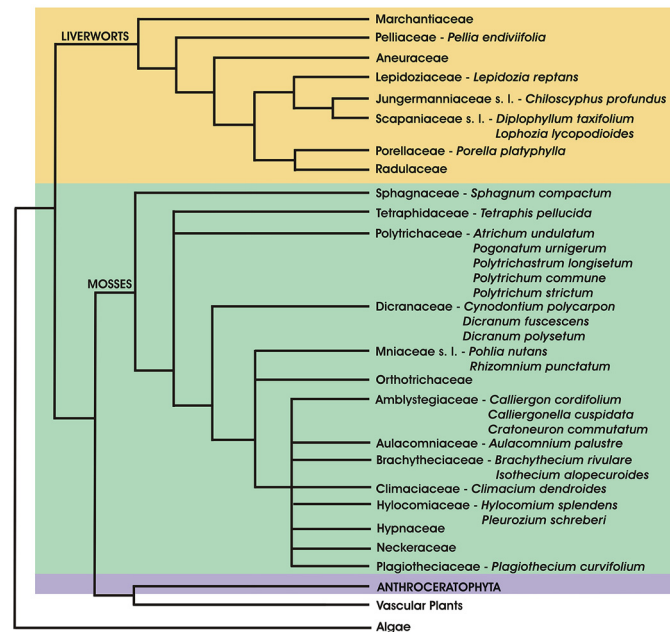 LIVERWORTS
Marchantiaceae
Pelliaceae - Pellia endiviifolia
Aneuraceae
Lepidoziaceae - Lepidozia reptans
Jungermanniaceae s. l. - Chiloscyphus profundus
Scapaniaceae s. l. - Diplophyllum taxifolium
Lophozia lycopodioides
Porellaceae - Porella platyphylla
Radulaceae
MOSSES
Sphagnaceae - Sphagnum compactum
Tetraphidaceae - Tetraphis pellucida
Polytrichaceae - Atrichum undulatum
Pogonatum urnigerum
Polytrichastrum longisetum
Polytrichum commune
Polytrichum strictum
Dicranaceae - Cynodontium polycarpon
Dicranum fuscescens
Dicranum polysetum
Mniaceae s. l. - Pohlia nutans
Rhizomnium punctatum
Orthotrichaceae
Amblystegiaceae - Calliergon cordifolium
Calliergonella cuspidata
Cratoneuron commutatum
Aulacomniaceae - Aulacomnium palustre
Brachytheciaceae - Brachythecium rivulare
Isothecium alopecuroides
Climaciaceae - Climacium dendroides
Hylocomiaceae - Hylocomium splendens
Pleurozium schreberi
Hypnaceae
Neckeraceae
Plagiotheciaceae - Plagiothecium curvifolium
ANTHROCERATOPHYTA
Vascular Plants
Algae